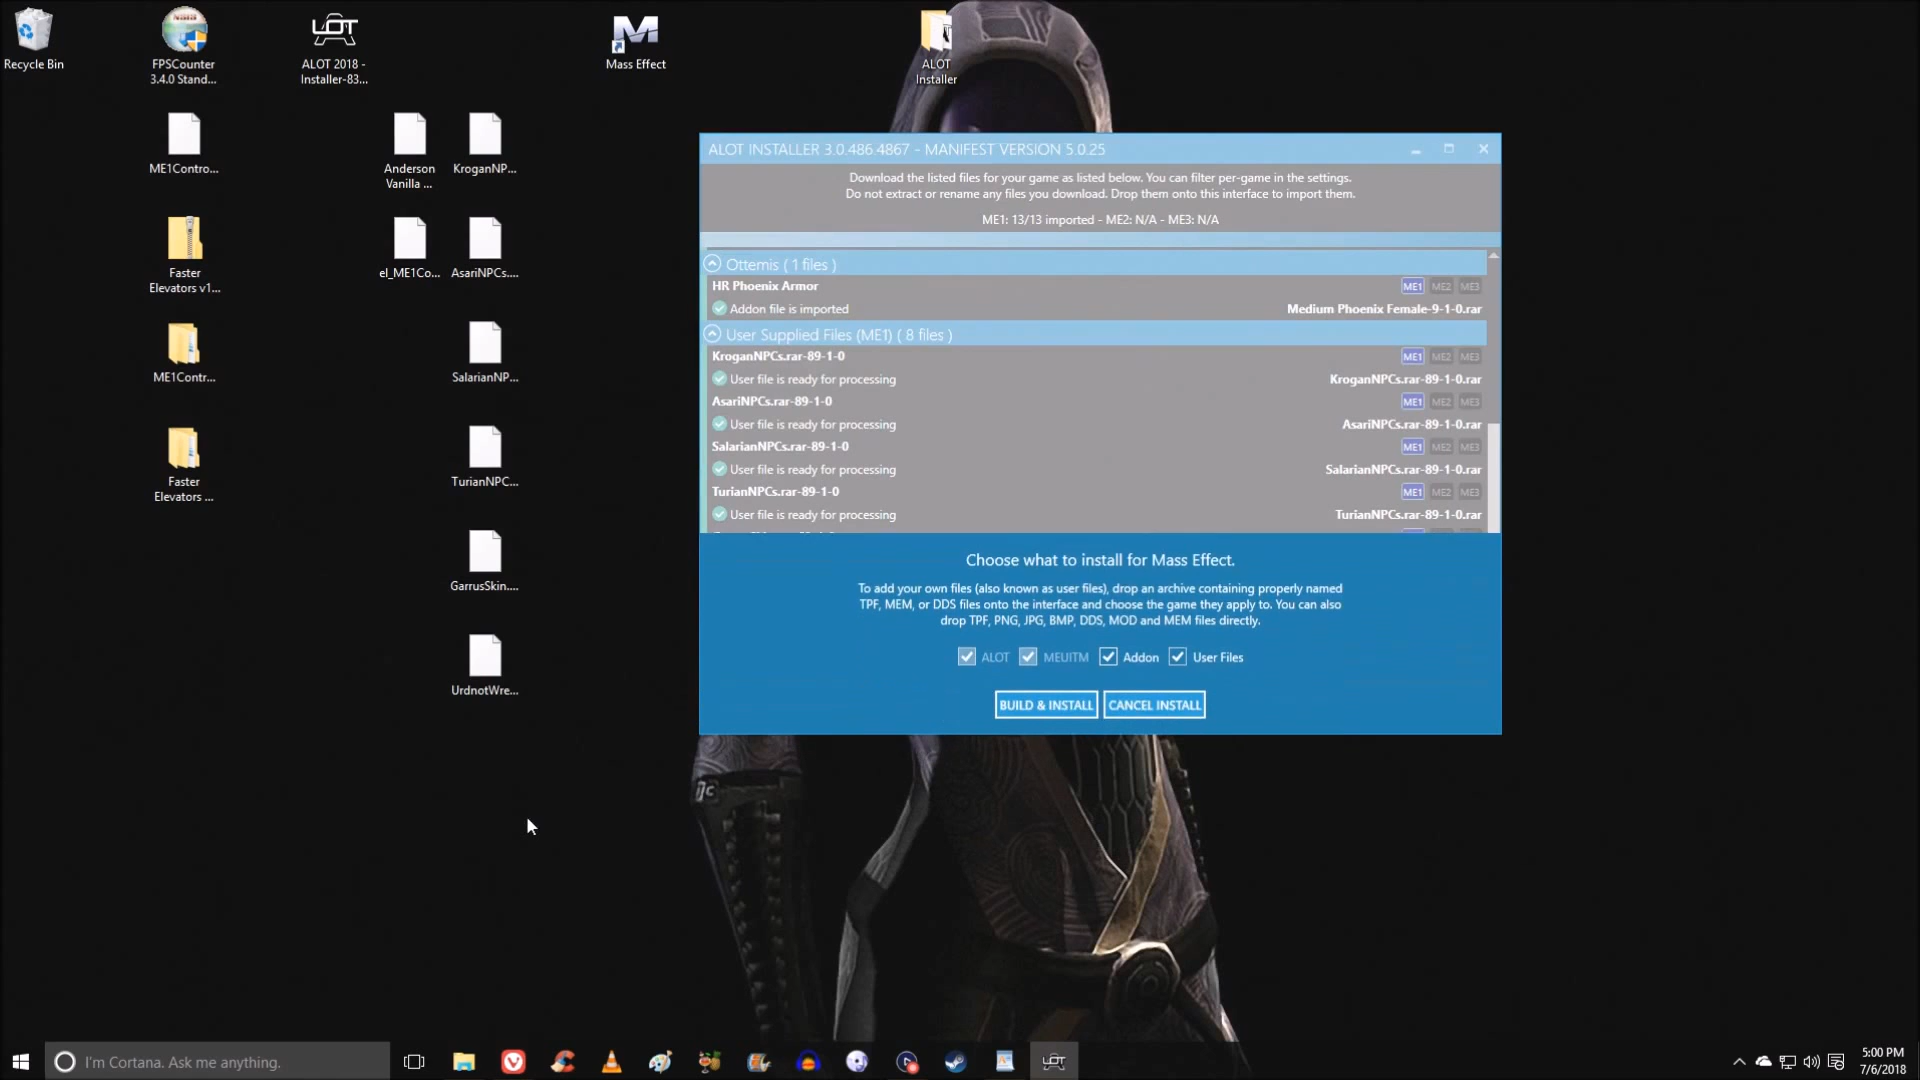 Recycle Bin
FPSCounter
3.4.0 Stand...
ALOT 2018 -
Installer-83...
Mass Effect
ALOT
Installer
ME1Contro...
Anderson
Vanilla ...
KroganNP...
Faster
Elevators v1...
el_ME1Co...
AsariNPCs....
ME1Contr...
SalarianNP...
Faster
Elevators ...
TurianNPC...
GarrusSkin....
UrdnotWre...
ALOT INSTALLER 3.0.486.4867 - MANIFEST VERSION 5.0.25
Download the listed files for your game as listed below. You can filter per-game in the settings.
Do not extract or rename any files you download. Drop them onto this interface to import them.
ME1: 13/13 imported - ME2: N/A - ME3: N/A
Ottemis ( 1 files )
HR Phoenix Armor ME1 ME2 ME3
Addon file is imported Medium Phoenix Female-9-1-0.rar
User Supplied Files (ME1) ( 8 files )
KroganNPCs.rar-89-1-0 ME1 ME2 ME3
User file is ready for processing KroganNPCs.rar-89-1-0.rar
AsariNPCs.rar-89-1-0 ME1 ME2 ME3
User file is ready for processing AsariNPCs.rar-89-1-0.rar
SalarianNPCs.rar-89-1-0 ME1 ME2 ME3
User file is ready for processing SalarianNPCs.rar-89-1-0.rar
TurianNPCs.rar-89-1-0 ME1 ME2 ME3
User file is ready for processing TurianNPCs.rar-89-1-0.rar
Choose what to install for Mass Effect.
To add your own files (also known as user files), drop an archive containing properly named
TPF, MEM, or DDS files onto the interface and choose the game they apply to. You can also
drop TPF, PNG, JPG, BMP, DDS, MOD and MEM files directly.
ALOT MEUITM Addon User Files
BUILD & INSTALL CANCEL INSTALL
I'm Cortana. Ask me anything.
5:00 PM
7/6/2018